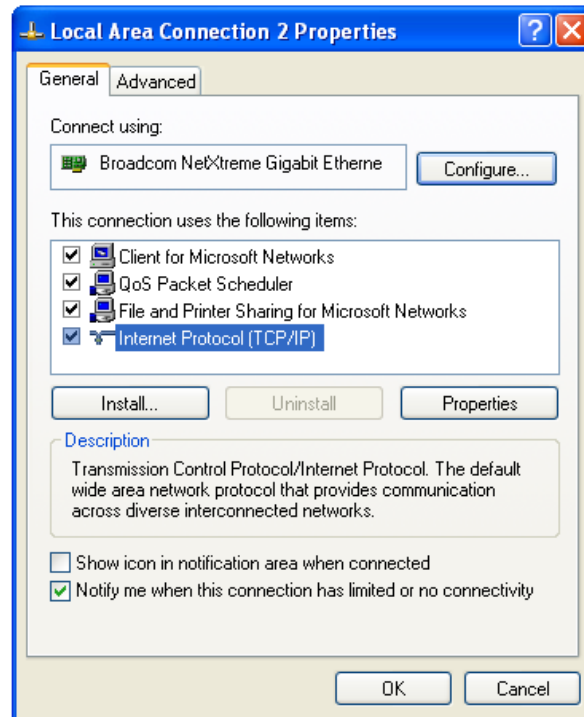 Local Area Connection 2 Properties
General
Advanced
Connect using:
Broadcom NetXtreme Gigabit Etherne
Configure...
This connection uses the following items:
Client for Microsoft Networks
QoS Packet Scheduler
File and Printer Sharing for Microsoft Networks
Internet Protocol (TCP/IP)
Install...
Uninstall
Properties
Description
Transmission Control Protocol/Internet Protocol. The default
wide area network protocol that provides communication
across diverse interconnected networks.
Show icon in notification area when connected
Notify me when this connection has limited or no connectivity
OK
Cancel